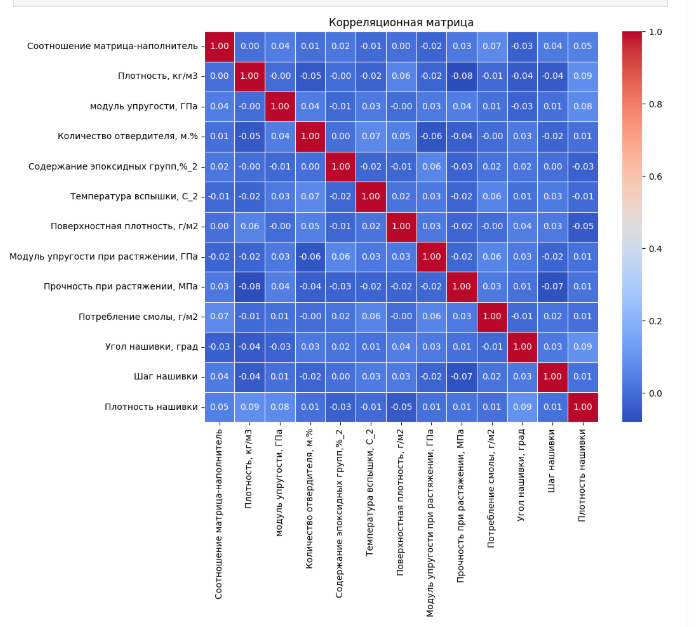 Корреляционная матрица
Соотношение матрица-наполнитель 1.00 0.00 0.04 0.01 0.02 -0.01 0.00 -0.02 0.03 0.07 -0.03 0.04 0.05
Плотность, кг/м3 0.00 1.00 -0.00 -0.05 -0.00 -0.02 0.06 -0.02 -0.08 -0.01 -0.04 -0.04 0.09
модуль упругости, ГПа 0.04 -0.00 1.00 0.04 -0.01 0.03 -0.00 0.03 0.04 0.01 -0.03 0.01 0.08
Количество отвердителя, м.% 0.01 -0.05 0.04 1.00 0.00 0.07 0.05 -0.06 -0.04 -0.00 0.03 -0.02 0.01
Содержание эпоксидных групп,%_2 0.02 -0.00 -0.01 0.00 1.00 -0.02 -0.01 0.06 -0.03 0.02 0.02 0.00 -0.03
Температура вспышки, С_2 -0.01 -0.02 0.03 0.07 -0.02 1.00 0.02 0.03 -0.02 0.06 0.01 0.03 -0.01
Поверхностная плотность, г/м2 0.00 0.06 -0.00 0.05 -0.01 0.02 1.00 0.03 -0.02 -0.00 0.04 0.03 -0.05
Модуль упругости при растяжении, ГПа -0.02 -0.02 0.03 -0.06 0.06 0.03 0.03 1.00 -0.02 0.06 0.03 -0.02 0.01
Прочность при растяжении, МПа 0.03 -0.08 0.04 -0.04 -0.03 -0.02 -0.02 -0.02 1.00 0.03 0.01 -0.07 0.01
Потребление смолы, г/м2 0.07 -0.01 0.01 -0.00 0.02 0.06 -0.00 0.06 0.03 1.00 -0.01 0.02 0.01
Угол нашивки, град -0.03 -0.04 -0.03 0.03 0.02 0.01 0.04 0.03 0.01 -0.01 1.00 0.03 0.09
Шаг нашивки 0.04 -0.04 0.01 -0.02 0.00 0.03 0.03 -0.02 -0.07 0.02 0.03 1.00 0.01
Плотность нашивки 0.05 0.09 0.08 0.01 -0.03 -0.01 -0.05 0.01 0.01 0.01 0.09 0.01 1.00
Соотношение матрица-наполнитель
Плотность, кг/м3
модуль упругости, ГПа
Количество отвердителя, м.%
Содержание эпоксидных групп,%_2
Температура вспышки, С_2
Поверхностная плотность, г/м2
Модуль упругости при растяжении, ГПа
Прочность при растяжении, МПа
Потребление смолы, г/м2
Угол нашивки, град
Шаг нашивки
Плотность нашивки
1.0
0.8
0.6
0.4
0.2
0.0